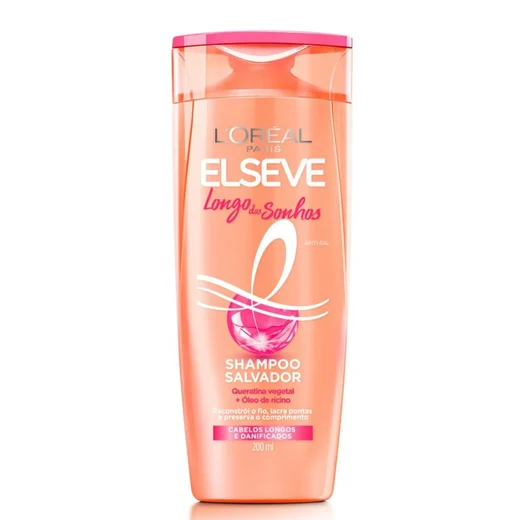 L'ORÉAL
PARIS
ELSEVE
Longo dos Sonhos
SHAMPOO
SALVADOR
Queratina vegetal
+ Óleo de rícino
Reconstrói o fio, lacra pontas
e preserva o comprimento
CABELOS LONGOS
E DANIFICADOS
200 ml